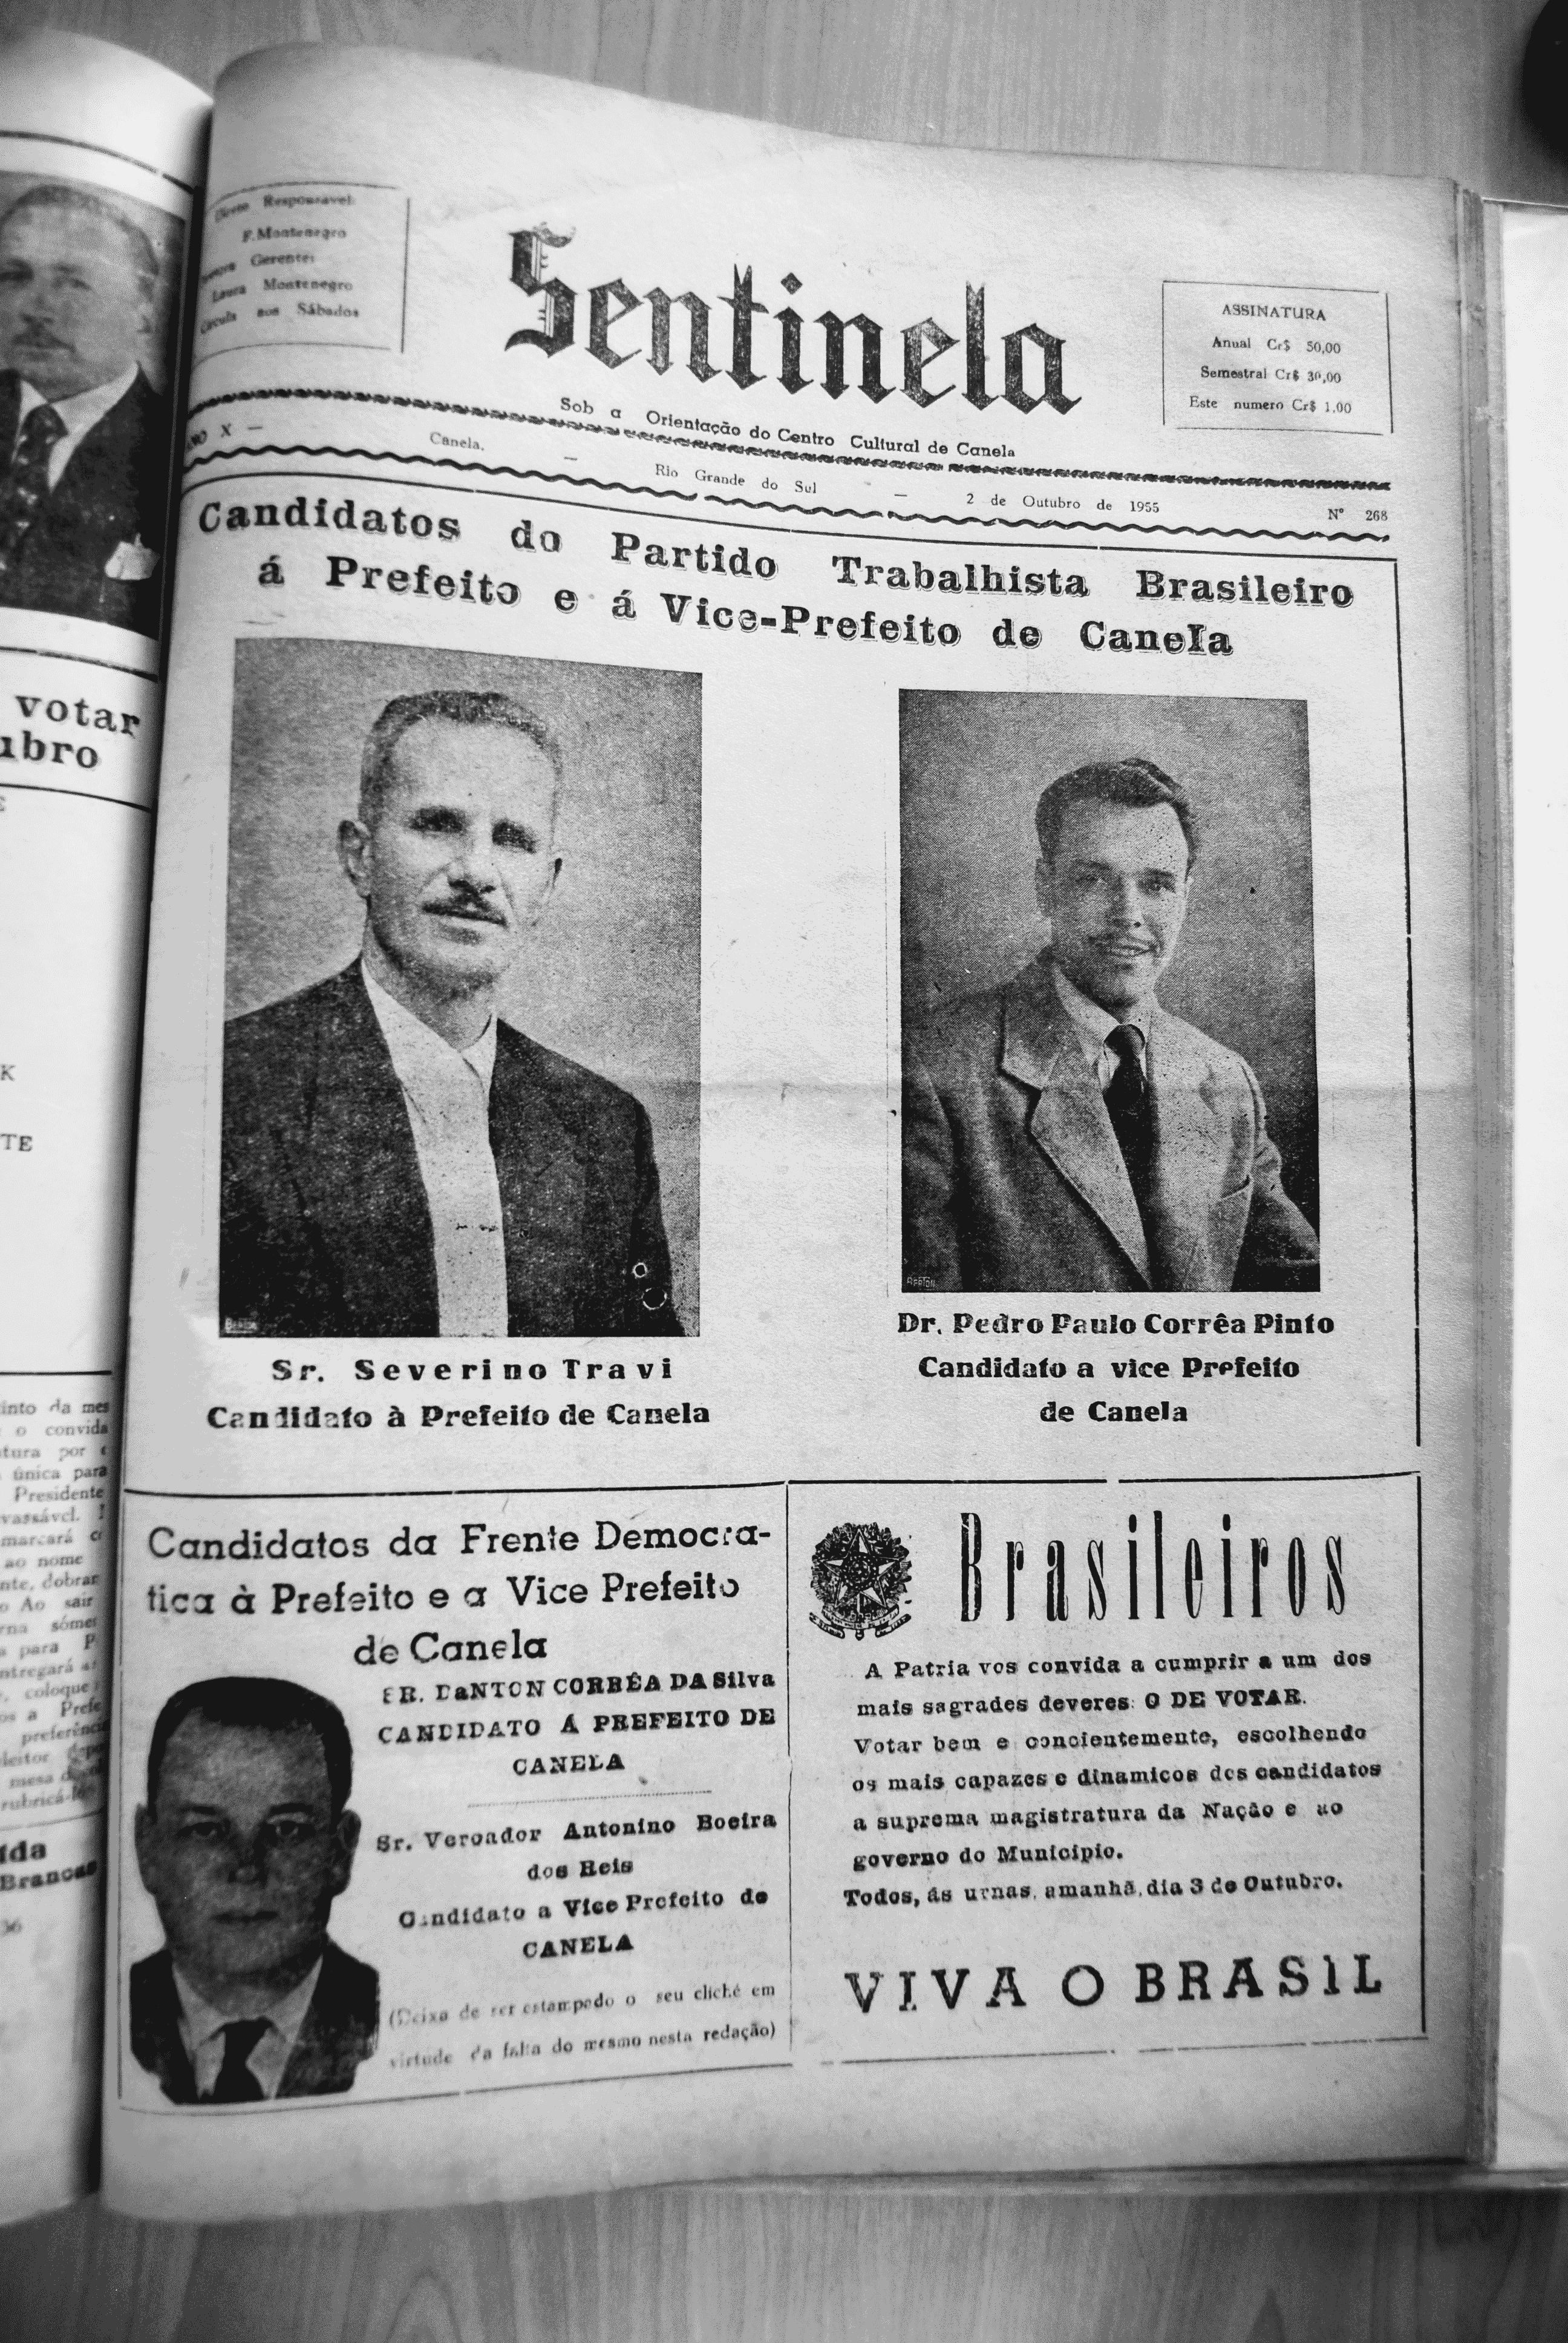 votar
ubro
E
K
TE
into da mes
o convida
tura por
única para
Presidente
marcará
ao nome
nte, dobrar
o Ao sair
rna sómen
a para P
ntregará
coloque
os a Prefe
preferência
leitor
mesa
ida
Brancas
36
Responsavel:
F. Montenegro
Gerente:
Laura Montenegro
Circula aos Sábados
Sentinela
Sob a Orientação do Centro Cultural de Canela
ASSINATURA
Anual Cr$ 50,00
Semestral Cr$ 30,00
Este numero Cr$ 1,00
ANO X — Canela, — Rio Grande do Sul — 2 de Outubro de 1955 Nº 268
Candidatos do Partido Trabalhista Brasileiro
á Prefeito e á Vice-Prefeito de Canela
Sr. Severino Travi
Candidato à Prefeito de Canela
Dr. Pedro Paulo Corrêa Pinto
Candidato a vice Prefeito
de Canela
Candidatos da Frente Democra-
tica à Prefeito e a Vice Prefeito
de Canela
SR. DaNTON CORRÊA DA Silva
CANDIDATO Á PREFEITO DE
CANELA
Sr. Vereador Antonino Boeira
dos Reis
Candidato a Vice Prefeito de
CANELA
(Deixa de ser estampado o seu cliché em
virtude da falta do mesmo nesta redação)
Brasileiros
A Patria vos convida a cumprir a um dos
mais sagrades deveres: O DE VOTAR.
Votar bem e concientemente, escolhendo
os mais capazes e dinamicos dos candidatos
a suprema magistratura da Nação e ao
governo do Municipio.
Todos, ás urnas, amanhã, dia 3 de Outubro.
VIVA O BRASIL